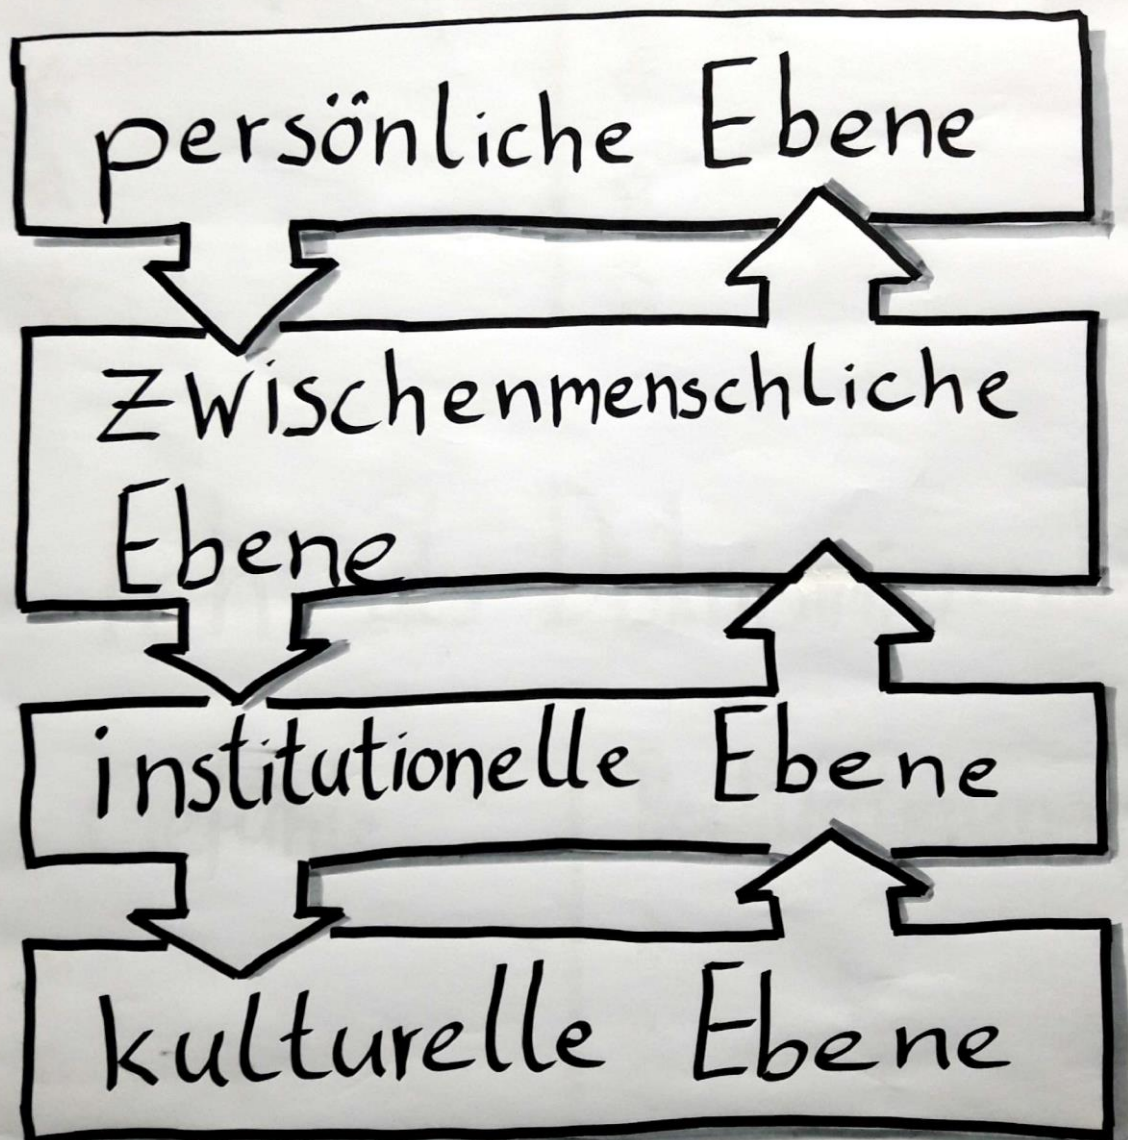 persönliche Ebene
zwischenmenschliche
Ebene
institutionelle Ebene
kulturelle Ebene